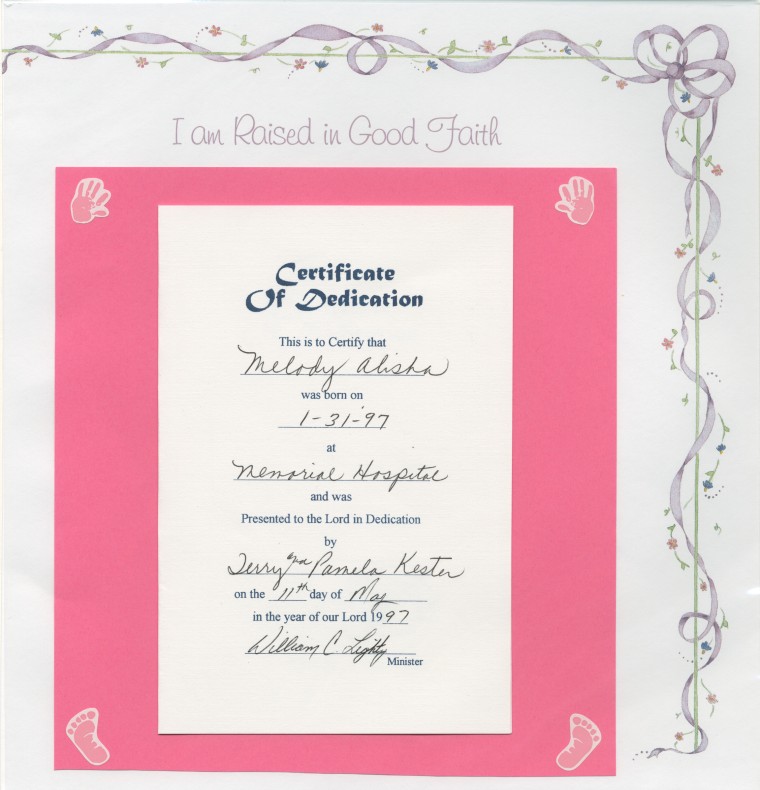 I am Raised in Good Faith
Certificate
Of Dedication
This is to Certify that
Melody Alisha
was born on
1-31-97
at
Memorial Hospital
and was
Presented to the Lord in Dedication
by
Terry and Pamela Kester
on the 11th day of May
in the year of our Lord 1997
William C. Lighty
Minister